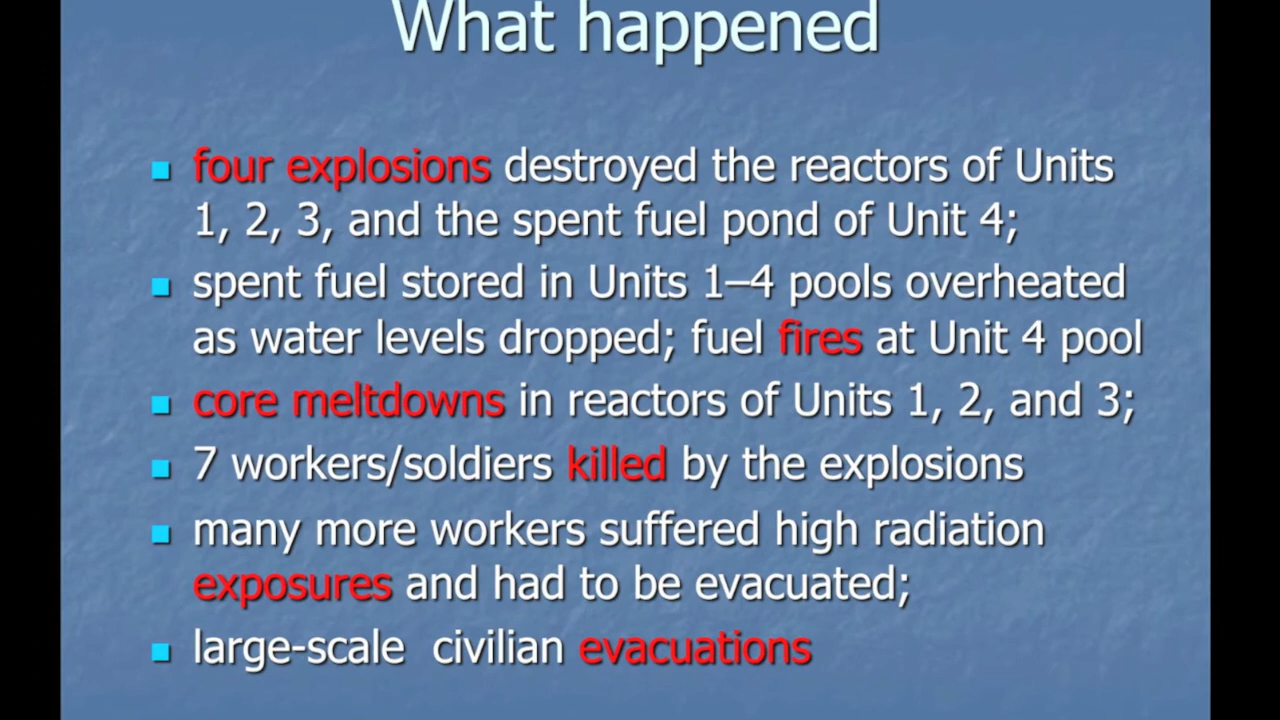 What happened
four explosions destroyed the reactors of Units
1, 2, 3, and the spent fuel pond of Unit 4;
spent fuel stored in Units 1–4 pools overheated
as water levels dropped; fuel fires at Unit 4 pool
core meltdowns in reactors of Units 1, 2, and 3;
7 workers/soldiers killed by the explosions
many more workers suffered high radiation
exposures and had to be evacuated;
large-scale civilian evacuations